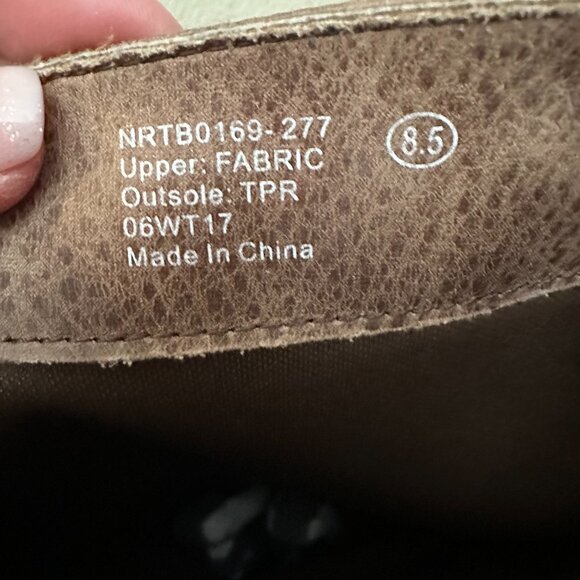 NRTB0169-277
8.5
Upper: FABRIC
Outsole: TPR
06WT17
Made In China